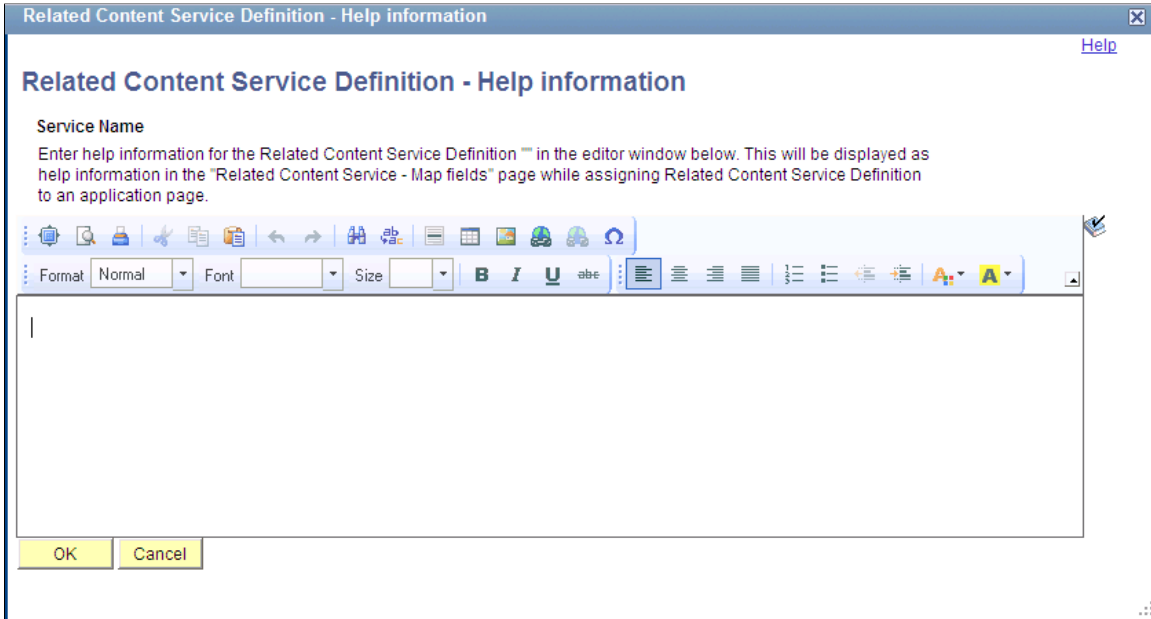 Related Content Service Definition - Help information
Help
Related Content Service Definition - Help information
Service Name
Enter help information for the Related Content Service Definition "" in the editor window below. This will be displayed as
help information in the "Related Content Service - Map fields" page while assigning Related Content Service Definition
to an application page.
Format Normal Font Size B I U abc A A
OK Cancel